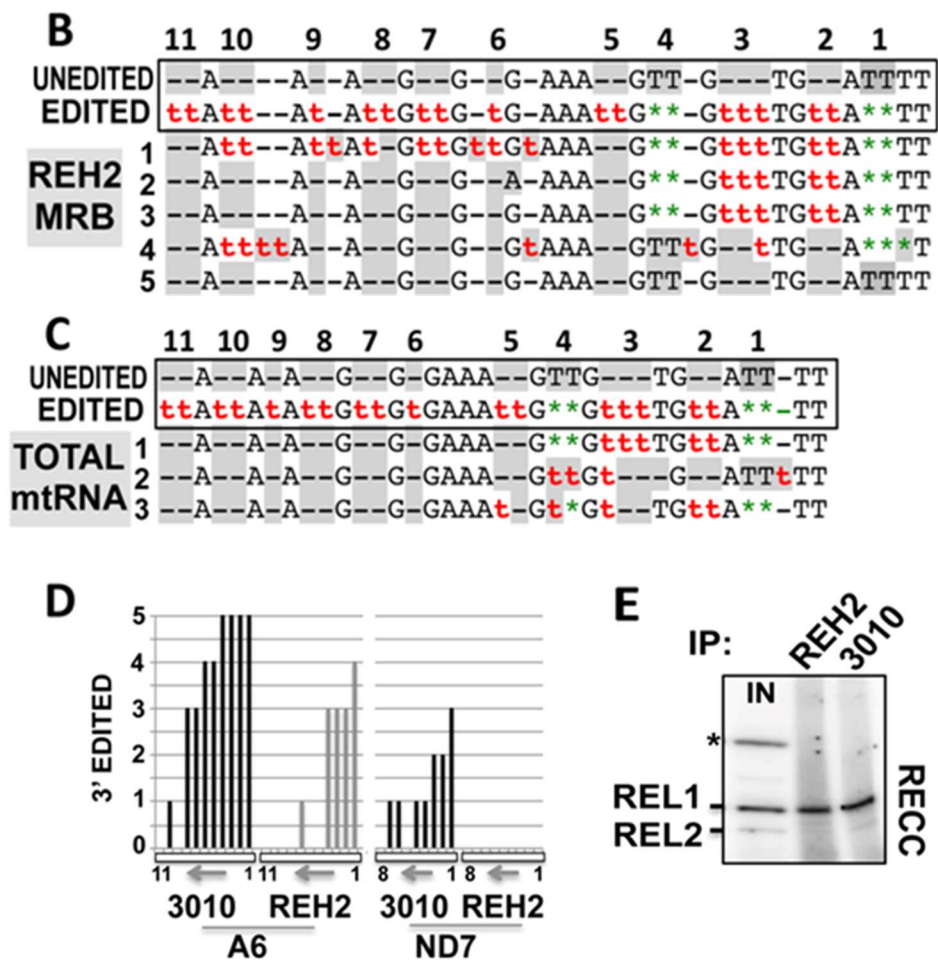 B
11 10 9 8 7 6 5 4 3 2 1
UNEDITED --A----A--A--G--G--G-AAA--GTT-G---TG--ATTTT
EDITED ttAtt--At-AttGttG-tG-AAAttG**-GtttTGttA**TT
REH2
MRB
1 --Att--AttAt-GttGttGtAAA--G**-GtttTGttA**TT
2 --A----A--A--G--G--A-AAA--G**-GtttTGttA**TT
3 --A----A--A--G--G--G-AAA--G**-GtttTGttA**TT
4 --AttttA--A--G--G--GtAAA--GTTtG--tTG--A***T
5 --A----A--A--G--G--G-AAA--GTT-G---TG--ATTTT
C
11 10 9 8 7 6 5 4 3 2 1
UNEDITED --A--A-A--G--G-GAAA--GTTG---TG--ATT-TT
EDITED ttAttAtAttGttGtGAAAttG**GtttTGttA**-TT
TOTAL
mtRNA
1 --A--A-A--G--G-GAAA--G**GtttTGttA**-TT
2 --A--A-A--G--G-GAAA--GttGt---G--ATTtTT
3 --A--A-A--G--G-GAAAt-Gt*Gt--TGttA**-TT
D
3' EDITED
5
4
3
2
1
0
11 1 11 1 8 1 8 1
3010 REH2 3010 REH2
A6 ND7
E
IP: REH2 3010
IN
*
REL1
REL2
RECC